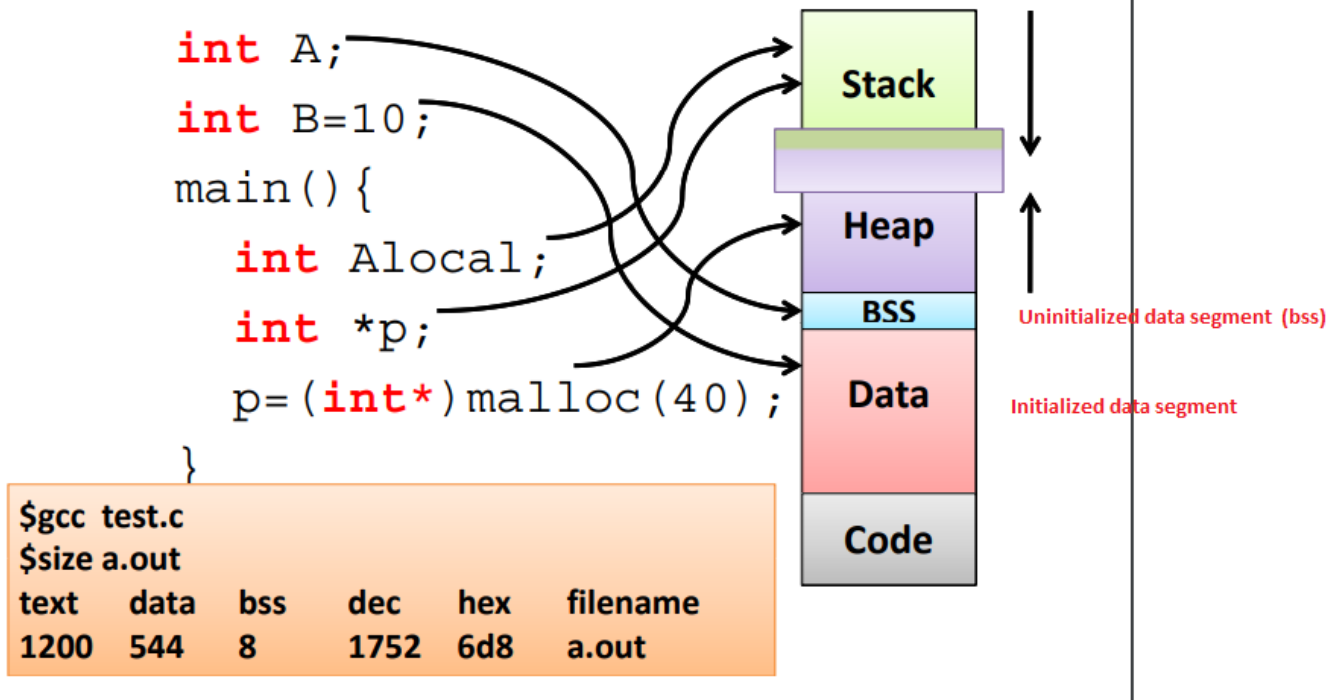 int A;
int B=10;
main(){
int Alocal;
int *p;
p=(int*)malloc(40);
}
Stack
Heap
BSS
Data
Code
Uninitialized data segment (bss)
Initialized data segment
$gcc test.c
$size a.out
text data bss dec hex filename
1200 544 8 1752 6d8 a.out